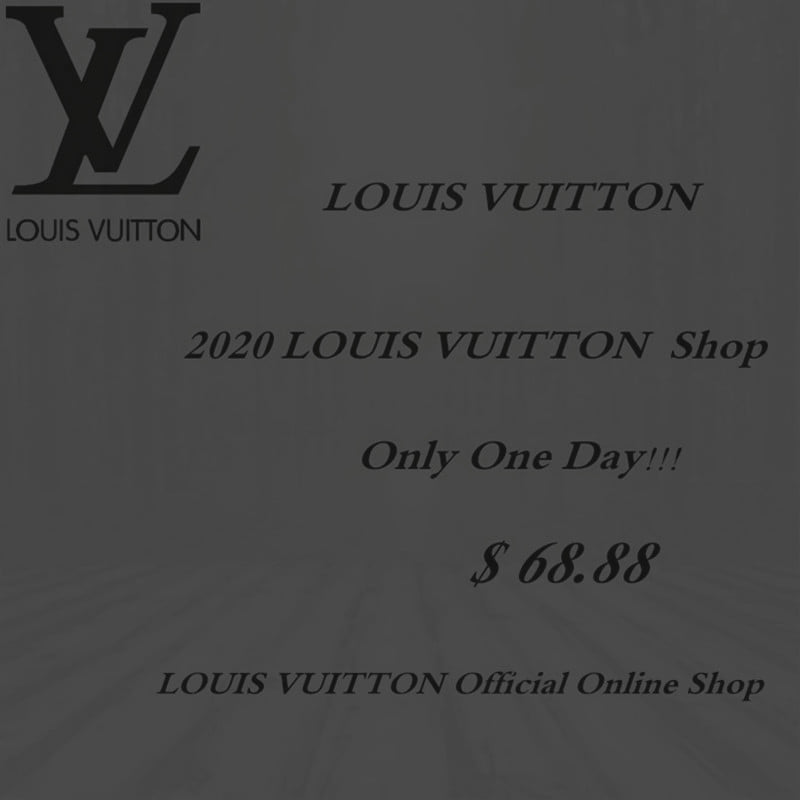 LV
LOUIS VUITTON
LOUIS VUITTON
2020 LOUIS VUITTON Shop
Only One Day!!!
$ 68.88
LOUIS VUITTON Official Online Shop